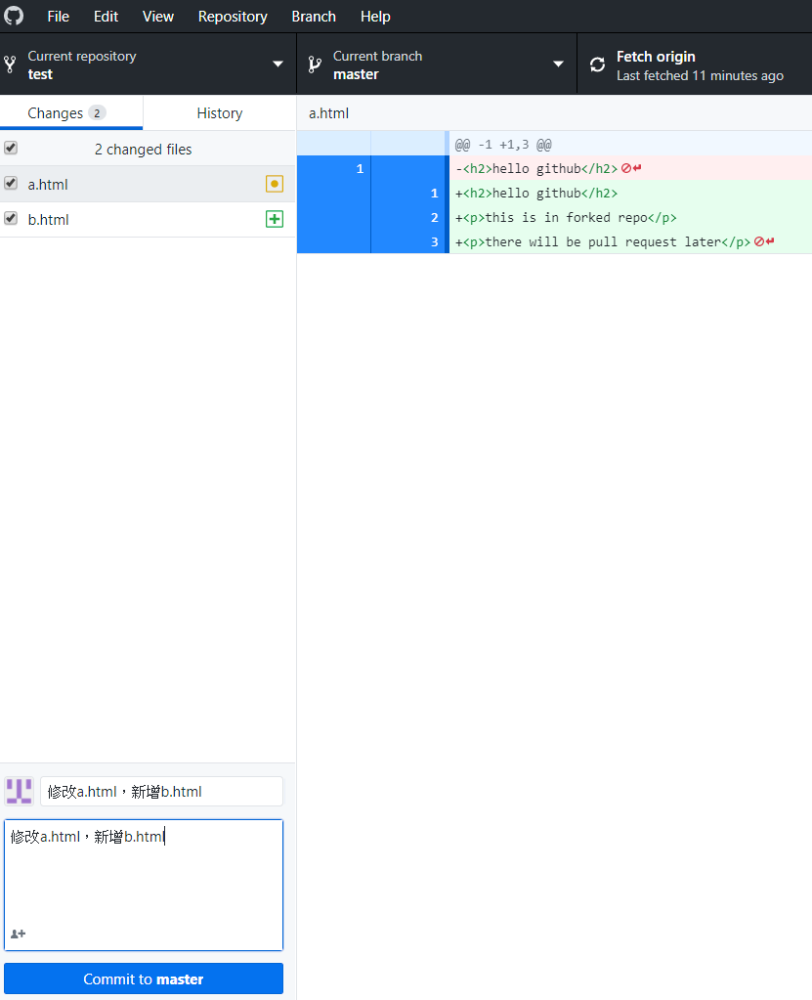 File Edit View Repository Branch Help
Current repository
test
Current branch
master
Fetch origin
Last fetched 11 minutes ago
Changes 2
History
a.html
2 changed files
a.html
b.html
@@ -1 +1,3 @@
1 -<h2>hello github</h2>
1 +<h2>hello github</h2>
2 +<p>this is in forked repo</p>
3 +<p>there will be pull request later</p>
修改a.html，新增b.html
修改a.html，新增b.html
Commit to master